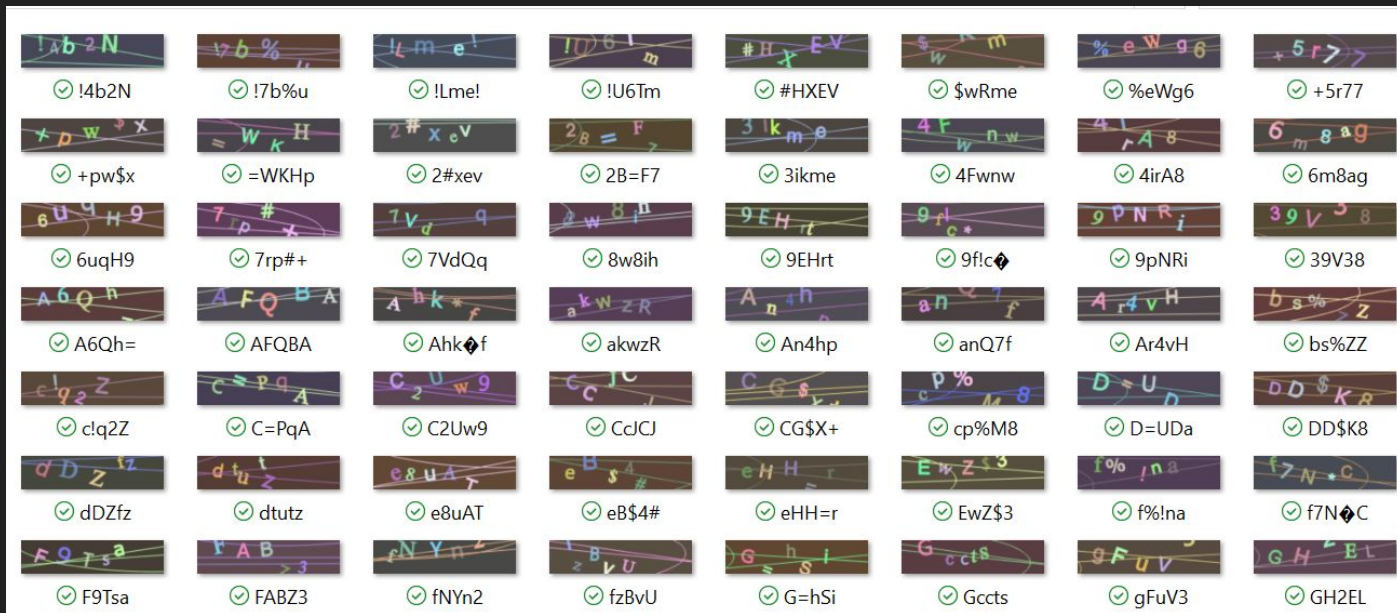 !4b2N !7b%u !Lme! !U6Tm #HXEV $wRme %eWg6 +5r77
+pw$x =WKHp 2#xev 2B=F7 3ikme 4Fwnw 4irA8 6m8ag
6uqH9 7rp#+ 7VdQq 8w8ih 9EHrt 9f!c� 9pNRi 39V38
A6Qh= AFQBA Ahk�f akwzR An4hp anQ7f Ar4vH bs%ZZ
c!q2Z C=PqA C2Uw9 CcJCJ CG$X+ cp%M8 D=UDa DD$K8
dDZfz dtutz e8uAT eB$4# eHH=r EwZ$3 f%!na f7N�C
F9Tsa FABZ3 fNYn2 fzBvU G=hSi Gccts gFuV3 GH2EL